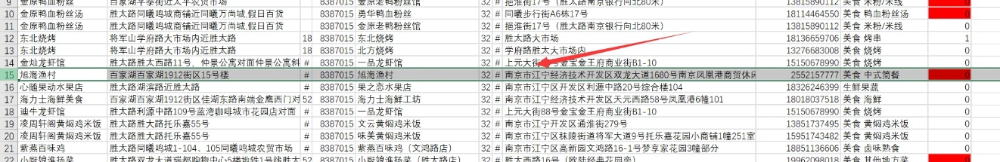 9 金原鸭血粉丝 百家湖平泰街近太平农贸市场 8387015 金原老鸭粉丝馆 32 # 挹淮街17号（胜太路南京银行向北80米） 13815890112 美食 米粉/米线 0
10 金原鸭血粉丝 胜太路同曦鸣城商铺近同曦万尚城,假日百货 8387015 勇华鸭血粉丝 32 # 同曦步行街A6栋17号 18114464550 美食 鸭血粉丝汤 0
11 金原鸭血粉丝 胜太路同曦鸣城商铺近同曦万尚城,假日百货 8387015 金原老鸭粉丝馆 32 # 挹淮街17号（胜太路南京银行向北80米） 13815890112 美食 米粉/米线 0
12 东北烧烤 将军山学府路大市场内近胜太路 18 8387015 东北烧烤 32 # 胜太路大市场 18136659706 美食 烤串 1
13 东北烧烤 将军山学府路大市场内近胜太路 18 8387015 北方烧烤 32 # 学府路胜太大市场内 13276683008 美食 烧烤 0
14 金灿龙虾馆 胜太路胜太西路11号，仲景公寓对面仲景公寓斜 # 8387015 一品龙虾馆 32 # 上元大街 号金宝金王府商业街B1-10 15150678990 美食 烧烤 0
15 旭海渔村 百家湖百家湖1912街区15号楼 # 8387015 旭海渔村 32 # 南京市江宁经济技术开发区双龙大道1680号南京凤凰港商贸休闲 2552157777 美食 中式简餐 0
16 心随果动水果店 胜太路湖滨路近胜太路 # 8387015 果之恋水果店 32 # 南京市江宁区开发区利源中路20号综合楼104 18326246399 生鲜果蔬 0
17 海力士海鲜美食 百家湖百家湖1912街区佳湖东路南端金鹰西门对 52 8387015 海力士海鲜工坊 32 # 南京市江宁区经济技术开发区天元西路58号凤凰港6幢101 18018037518 美食 海鲜 0
18 迪牛龙虾馆 胜太路利源中路109号蓝湾咖啡城市花园店对面 # 8387015 一品龙虾馆 32 # 上元大街88号金宝金王府商业街B1-10 15150678990 美食 烧烤 0
19 凌周轩阁黄焖鸡米饭 胜太路胜太路托乐嘉55号 # 8387015 文云黄焖鸡米饭 32 # 南京市江宁区开发区通淮街279号 13851737495 美食 黄焖鸡米饭 0
20 凌周轩阁黄焖鸡米饭 胜太路胜太路托乐嘉55号 # 8387015 味美黄焖鸡米饭 32 # 南京市江宁区秣陵街道将军大道9号托乐嘉花园小商铺1幢251室 15951743482 美食 黄焖鸡米饭 0
21 紫燕百味鸡 胜太路同曦鸣城1-104、105同曦鸣城农贸市场 # 8387015 紫燕百味鸡（文鸿路店） 32 # 南京市江宁区高新园文鸿路16-1号梦享家花园3幢部分 18851136606 美食 卤味熟食 0
22 小厨娘淮扬菜 胜太路双龙大道瑞都购物中心5楼地铁1号线胜太 52 8387015 小厨娘淮扬菜 32 # 胜太西路16号（欧陆经典花园旁） 19962098018 美食 其他地方菜 0